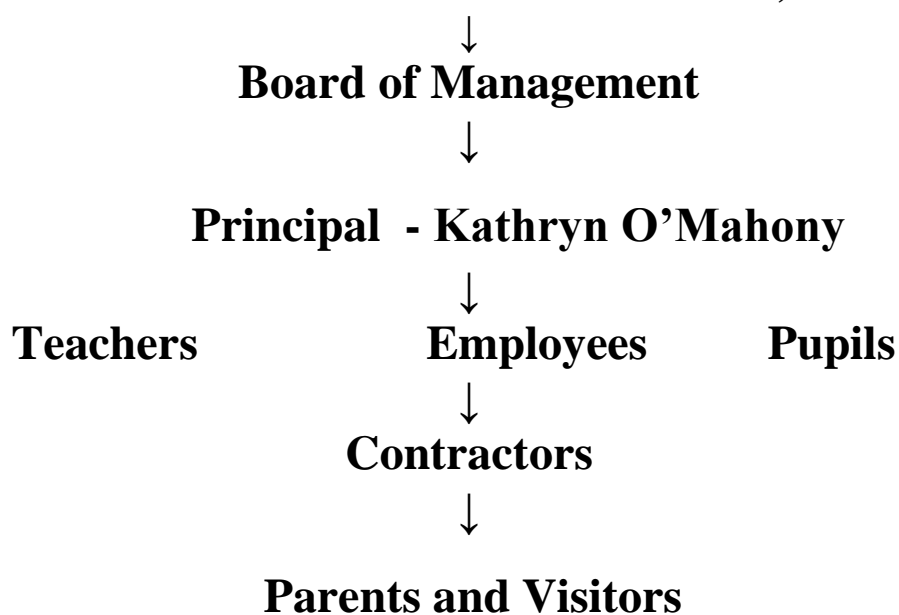 ↓
Board of Management
↓
Principal - Kathryn O’Mahony
↓
Teachers Employees Pupils
↓
Contractors
↓
Parents and Visitors